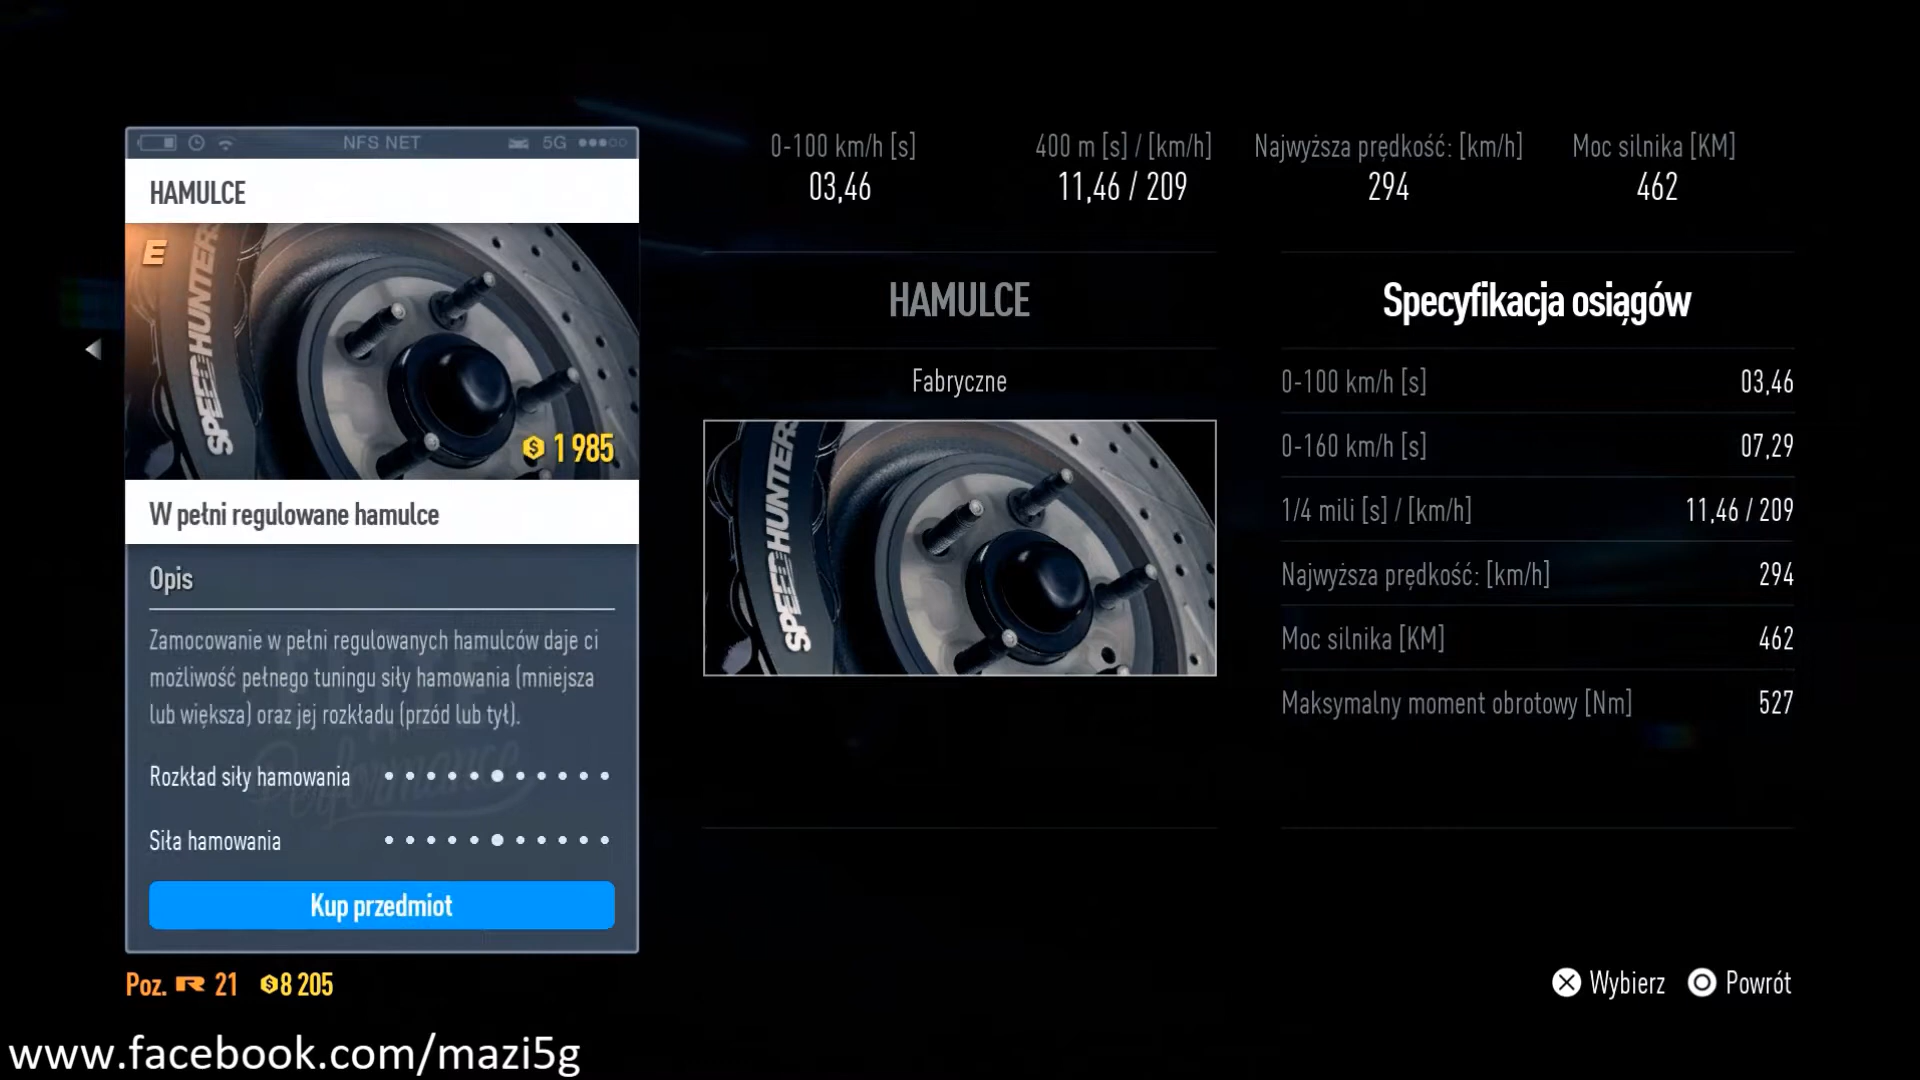 NFS NET
5G
HAMULCE
E
SPEEDHUNTERS
1 985
W pełni regulowane hamulce
Opis
Zamocowanie w pełni regulowanych hamulców daje ci
możliwość pełnego tuningu siły hamowania (mniejsza
lub większa) oraz jej rozkładu (przód lub tył).
Rozkład siły hamowania
Siła hamowania
Kup przedmiot
Poz. R 21 8 205
0-100 km/h [s]
03,46
400 m [s] / [km/h]
11,46 / 209
Najwyższa prędkość: [km/h]
294
Moc silnika [KM]
462
HAMULCE
Fabryczne
SPEEDHUNTERS
Specyfikacja osiągów
0-100 km/h [s] 03,46
0-160 km/h [s] 07,29
1/4 mili [s] / [km/h] 11,46 / 209
Najwyższa prędkość: [km/h] 294
Moc silnika [KM] 462
Maksymalny moment obrotowy [Nm] 527
Wybierz
Powrót
www.facebook.com/mazi5g